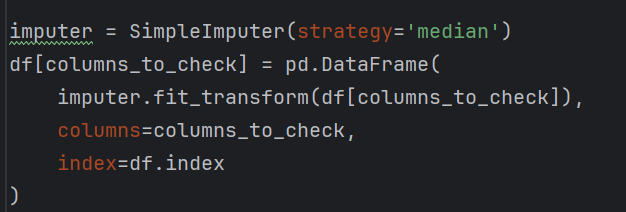 imputer = SimpleImputer(strategy='median')
df[columns_to_check] = pd.DataFrame(
    imputer.fit_transform(df[columns_to_check]),
    columns=columns_to_check,
    index=df.index
)